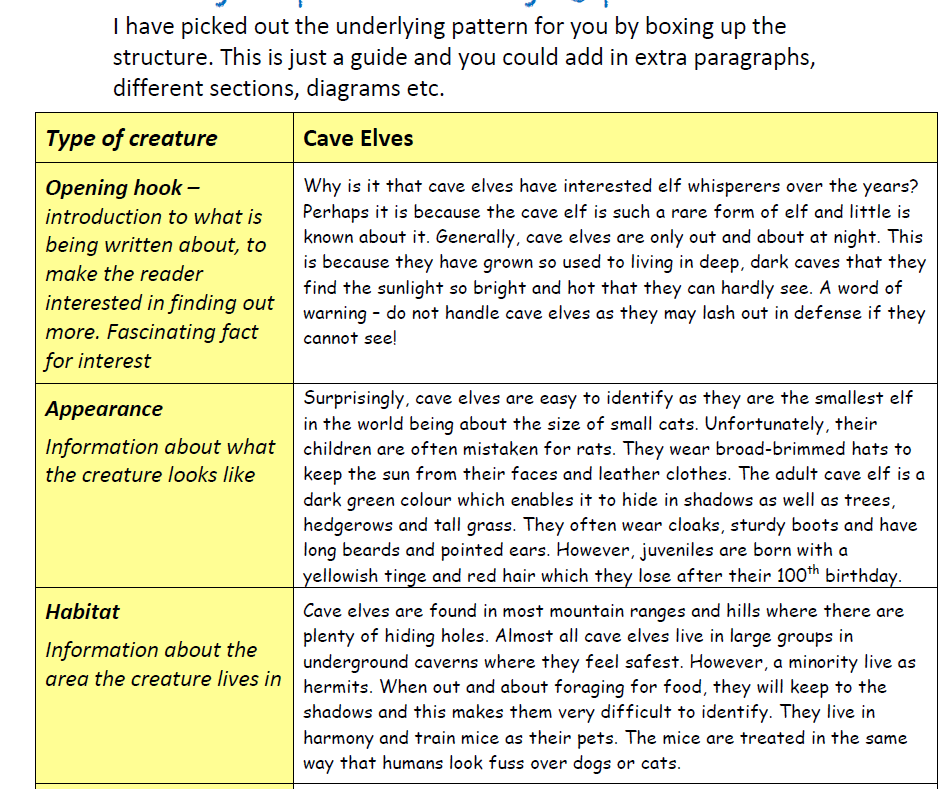 I have picked out the underlying pattern for you by boxing up the
structure. This is just a guide and you could add in extra paragraphs,
different sections, diagrams etc.
Type of creature
Cave Elves
Opening hook –
introduction to what is
being written about, to
make the reader
interested in finding out
more. Fascinating fact
for interest
Why is it that cave elves have interested elf whisperers over the years?
Perhaps it is because the cave elf is such a rare form of elf and little is
known about it. Generally, cave elves are only out and about at night. This
is because they have grown so used to living in deep, dark caves that they
find the sunlight so bright and hot that they can hardly see. A word of
warning – do not handle cave elves as they may lash out in defense if they
cannot see!
Appearance
Information about what
the creature looks like
Surprisingly, cave elves are easy to identify as they are the smallest elf
in the world being about the size of small cats. Unfortunately, their
children are often mistaken for rats. They wear broad-brimmed hats to
keep the sun from their faces and leather clothes. The adult cave elf is a
dark green colour which enables it to hide in shadows as well as trees,
hedgerows and tall grass. They often wear cloaks, sturdy boots and have
long beards and pointed ears. However, juveniles are born with a
yellowish tinge and red hair which they lose after their 100th birthday.
Habitat
Information about the
area the creature lives in
Cave elves are found in most mountain ranges and hills where there are
plenty of hiding holes. Almost all cave elves live in large groups in
underground caverns where they feel safest. However, a minority live as
hermits. When out and about foraging for food, they will keep to the
shadows and this makes them very difficult to identify. They live in
harmony and train mice as their pets. The mice are treated in the same
way that humans look fuss over dogs or cats.